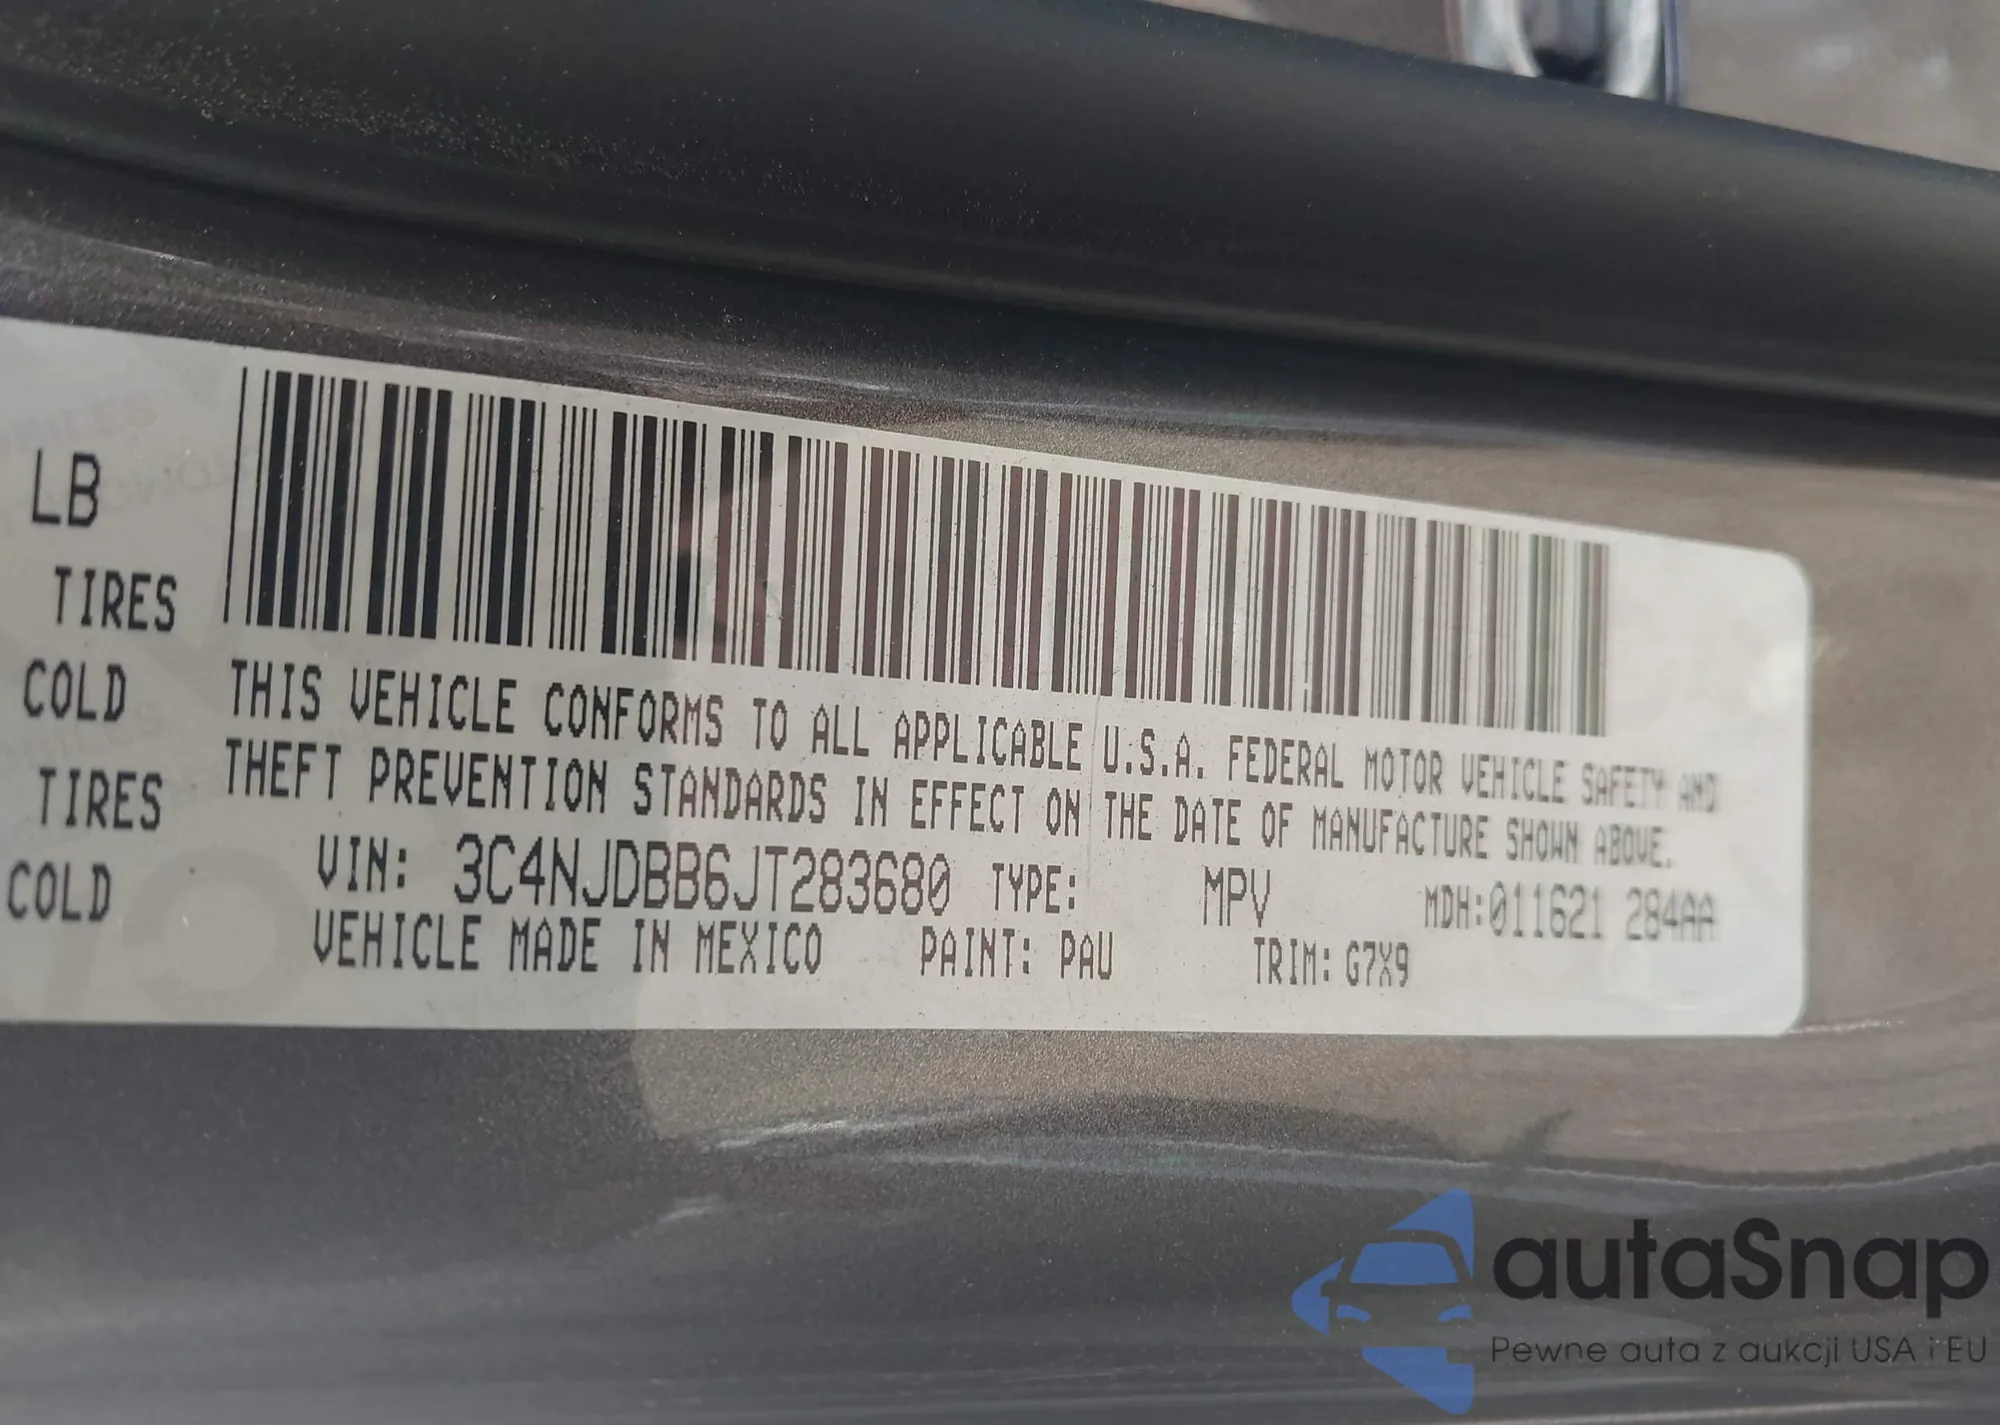 LB
TIRES
COLD
TIRES
COLD
THIS VEHICLE CONFORMS TO ALL APPLICABLE U.S.A. FEDERAL MOTOR VEHICLE SAFETY AND
THEFT PREVENTION STANDARDS IN EFFECT ON THE DATE OF MANUFACTURE SHOWN ABOVE.
VIN: 3C4NJDBB6JT283680 TYPE: MPV MDH:011621 284AA
VEHICLE MADE IN MEXICO PAINT: PAU TRIM: G7X9
autaSnap
Pewne auta z aukcji USA i EU